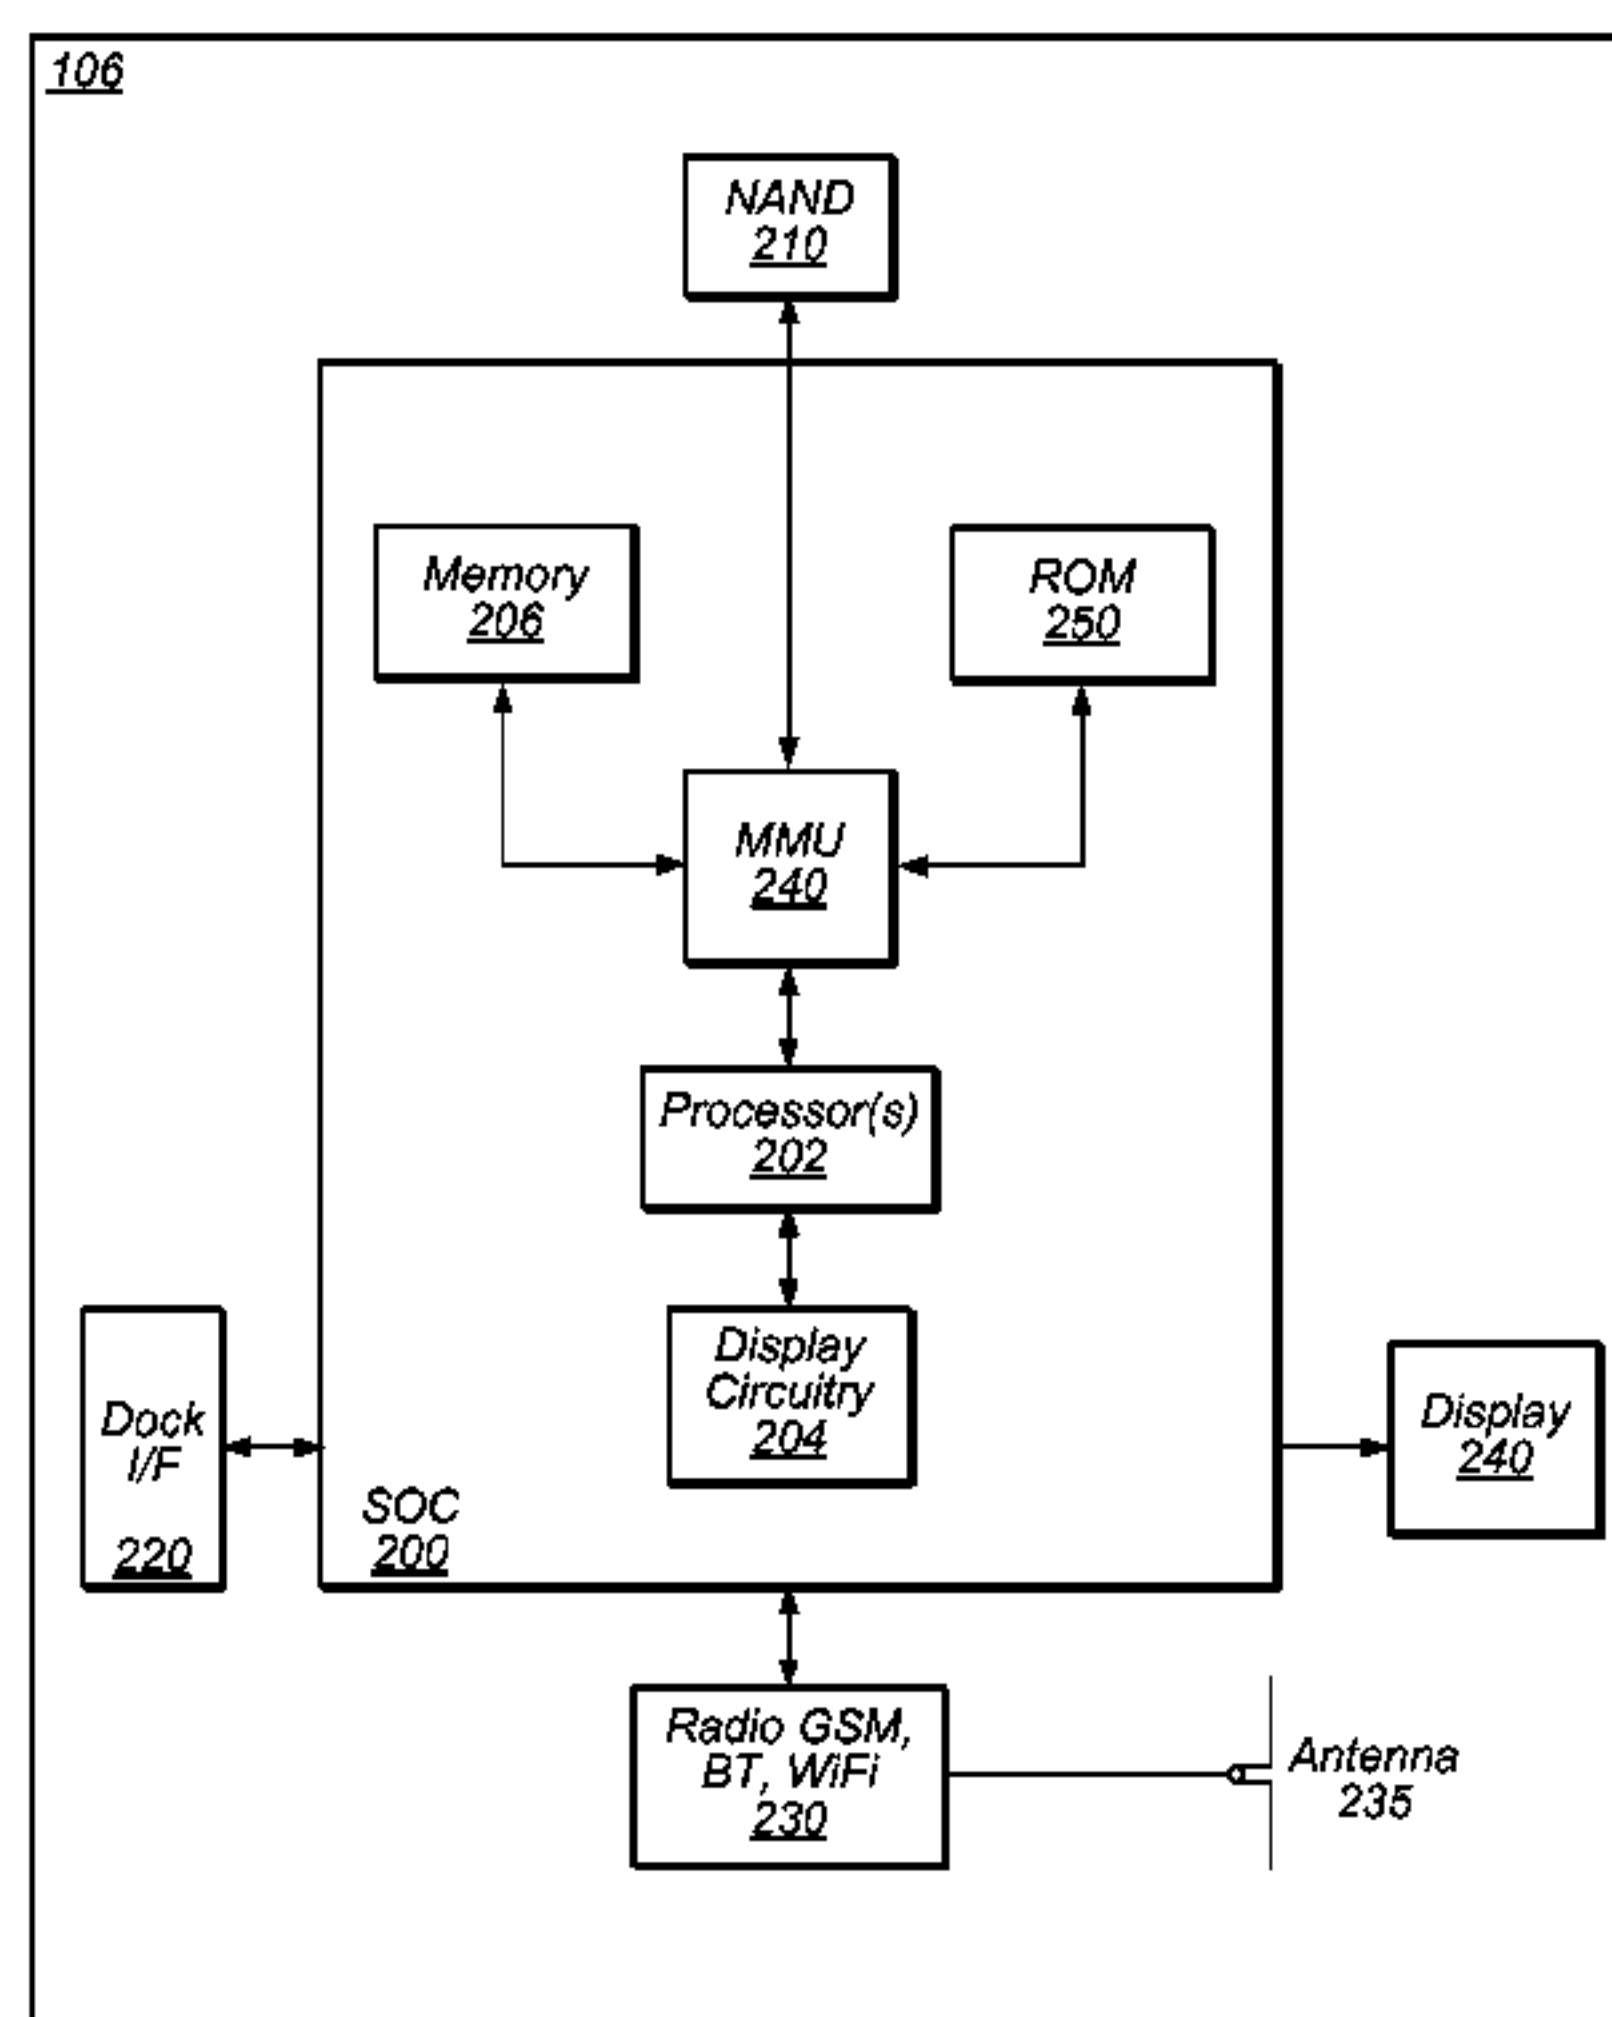 106
NAND
210
Memory
206
ROM
250
MMU
240
Processor(s)
202
Display
Circuitry
204
Dock
I/F
220
SOC
200
Display
240
Radio GSM,
BT, WiFi
230
Antenna
235